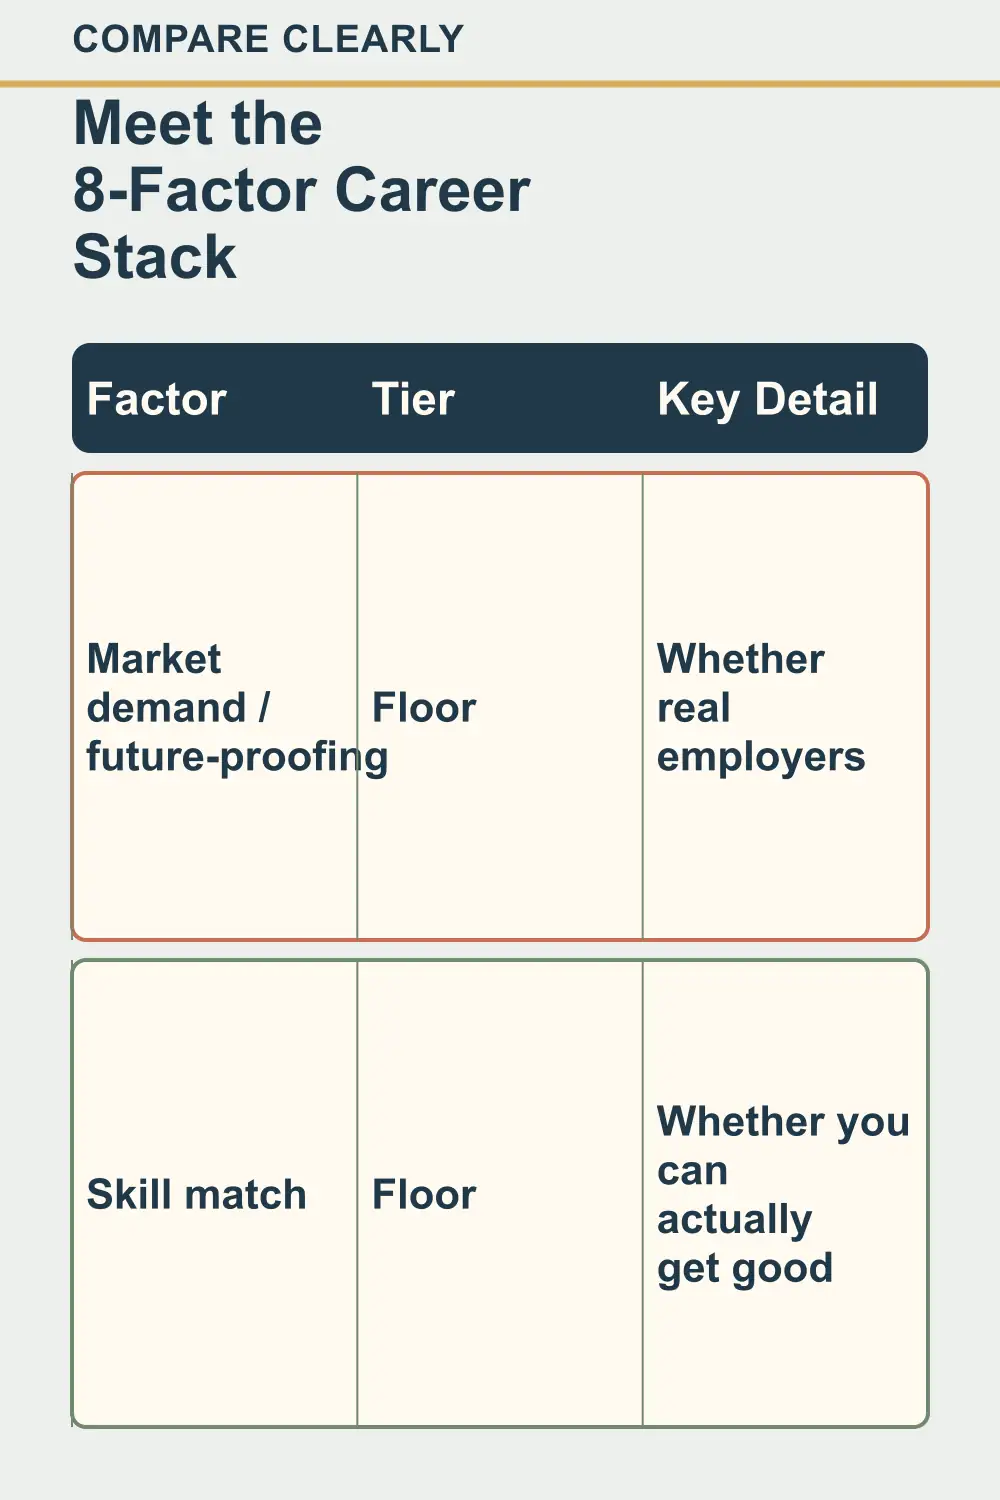 COMPARE CLEARLY
Meet the
8-Factor Career
Stack
Factor Tier Key Detail
Market
demand /
future-proofing
Floor
Whether
real
employers
Skill match
Floor
Whether you
can
actually
get good